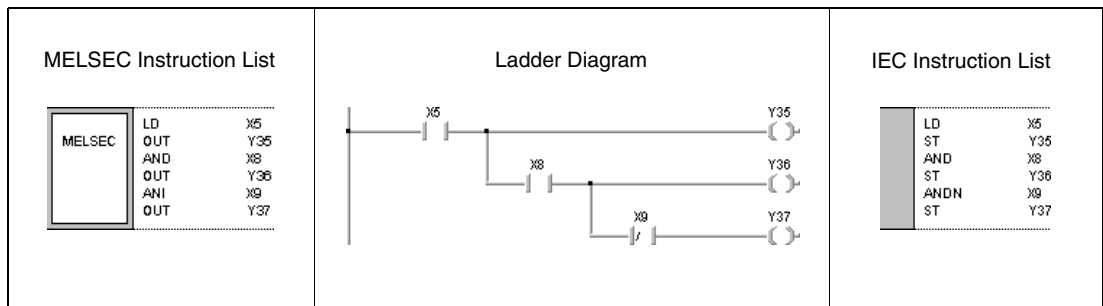 MELSEC Instruction List
MELSEC
LD X5
OUT Y35
AND X8
OUT Y36
ANI X9
OUT Y37
Ladder Diagram
X5 Y35
X8 Y36
X9 Y37
IEC Instruction List
LD X5
ST Y35
AND X8
ST Y36
ANDN X9
ST Y37